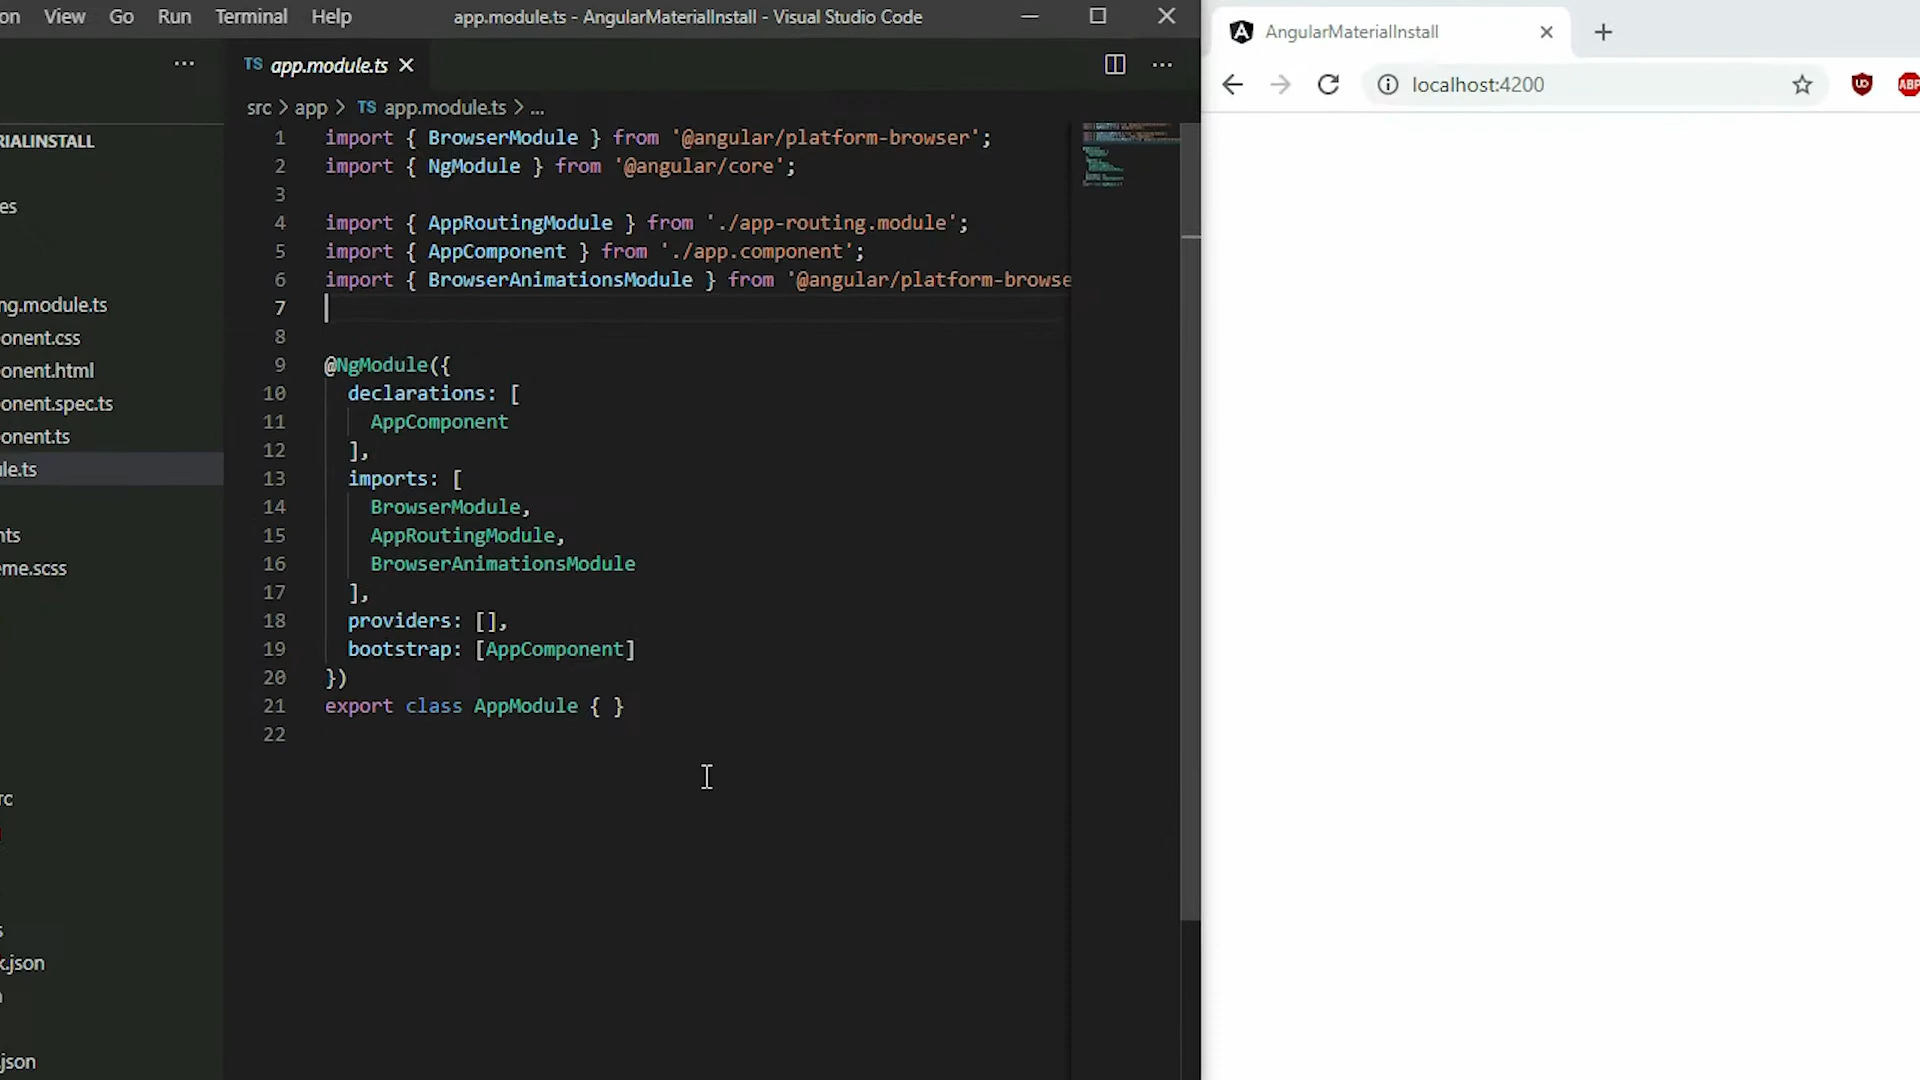 on View Go Run Terminal Help app.module.ts - AngularMaterialInstall - Visual Studio Code
AngularMaterialInstall
localhost:4200
ABP
TS app.module.ts
src > app > TS app.module.ts > ...
RIALINSTALL
es
ng.module.ts
onent.css
onent.html
onent.spec.ts
onent.ts
le.ts
nts
eme.scss
rc
s
k.json
json
1 import { BrowserModule } from '@angular/platform-browser';
2 import { NgModule } from '@angular/core';
3
4 import { AppRoutingModule } from './app-routing.module';
5 import { AppComponent } from './app.component';
6 import { BrowserAnimationsModule } from '@angular/platform-browse
7
8
9 @NgModule({
10 declarations: [
11 AppComponent
12 ],
13 imports: [
14 BrowserModule,
15 AppRoutingModule,
16 BrowserAnimationsModule
17 ],
18 providers: [],
19 bootstrap: [AppComponent]
20 })
21 export class AppModule { }
22